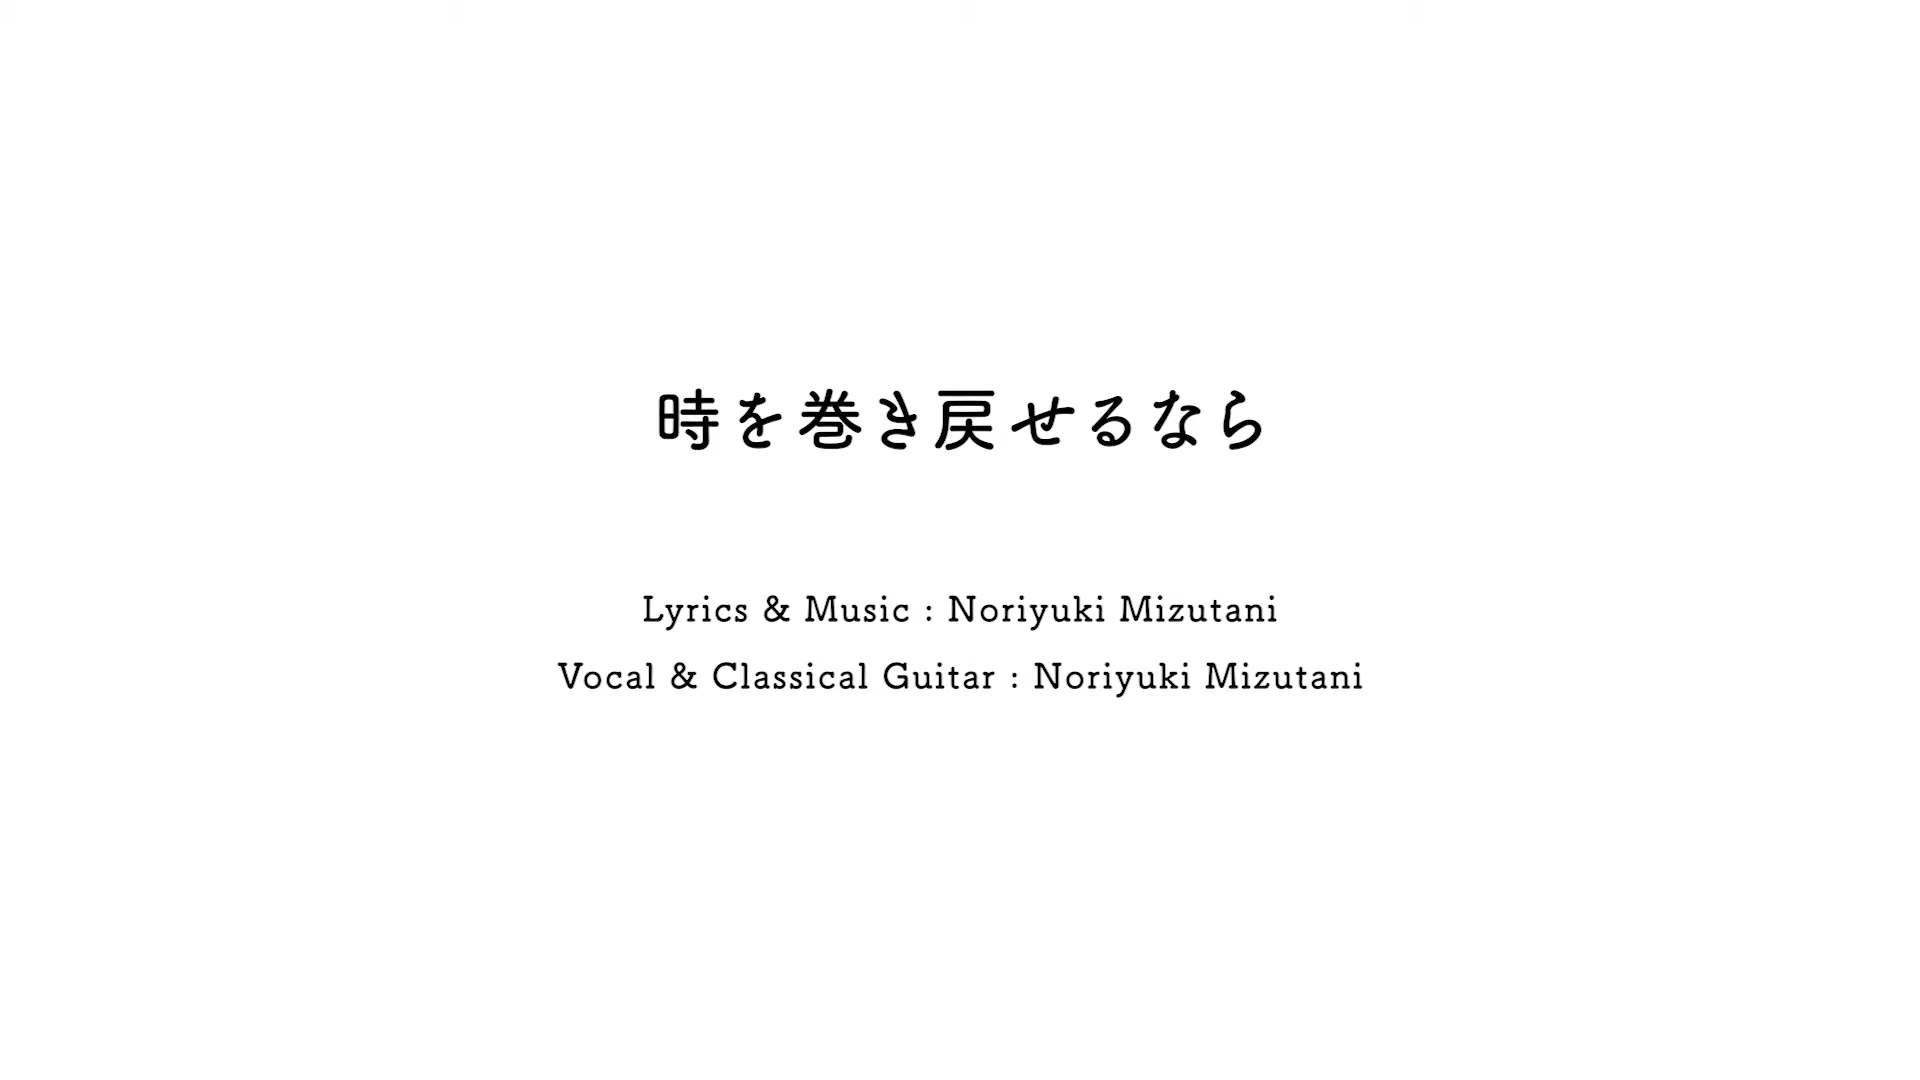 時を巻き戻せるなら
Lyrics & Music : Noriyuki Mizutani
Vocal & Classical Guitar : Noriyuki Mizutani